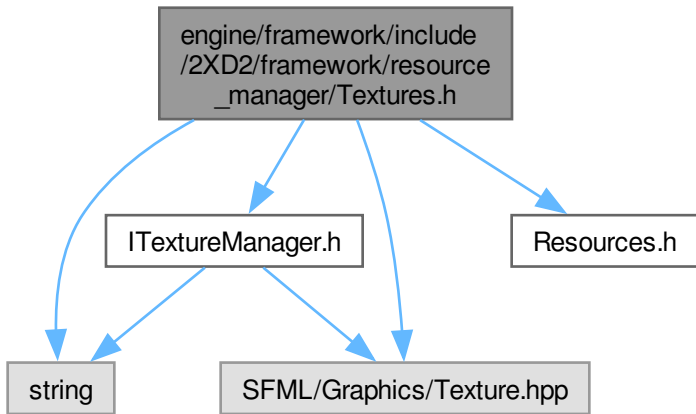 engine/framework/include
/2XD2/framework/resource
_manager/Textures.h
ITextureManager.h
Resources.h
string
SFML/Graphics/Texture.hpp